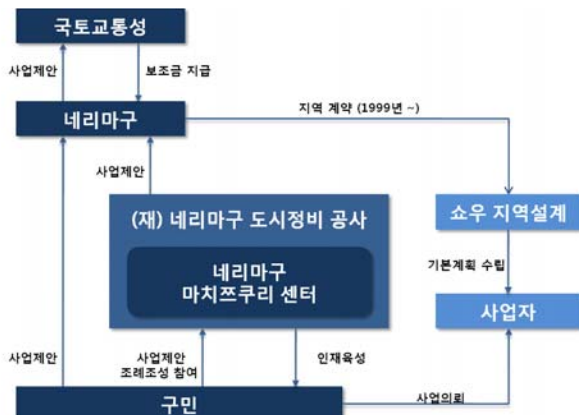 국토교통성
사업제안
보조금 지급
네리마구
지역 계약 (1999년 ~)
사업제안
(재) 네리마구 도시정비 공사
네리마구
마치쯔쿠리 센터
쇼우 지역설계
기본계획 수립
사업자
사업제안
사업제안
조례조성 참여
인재육성
사업의뢰
구민